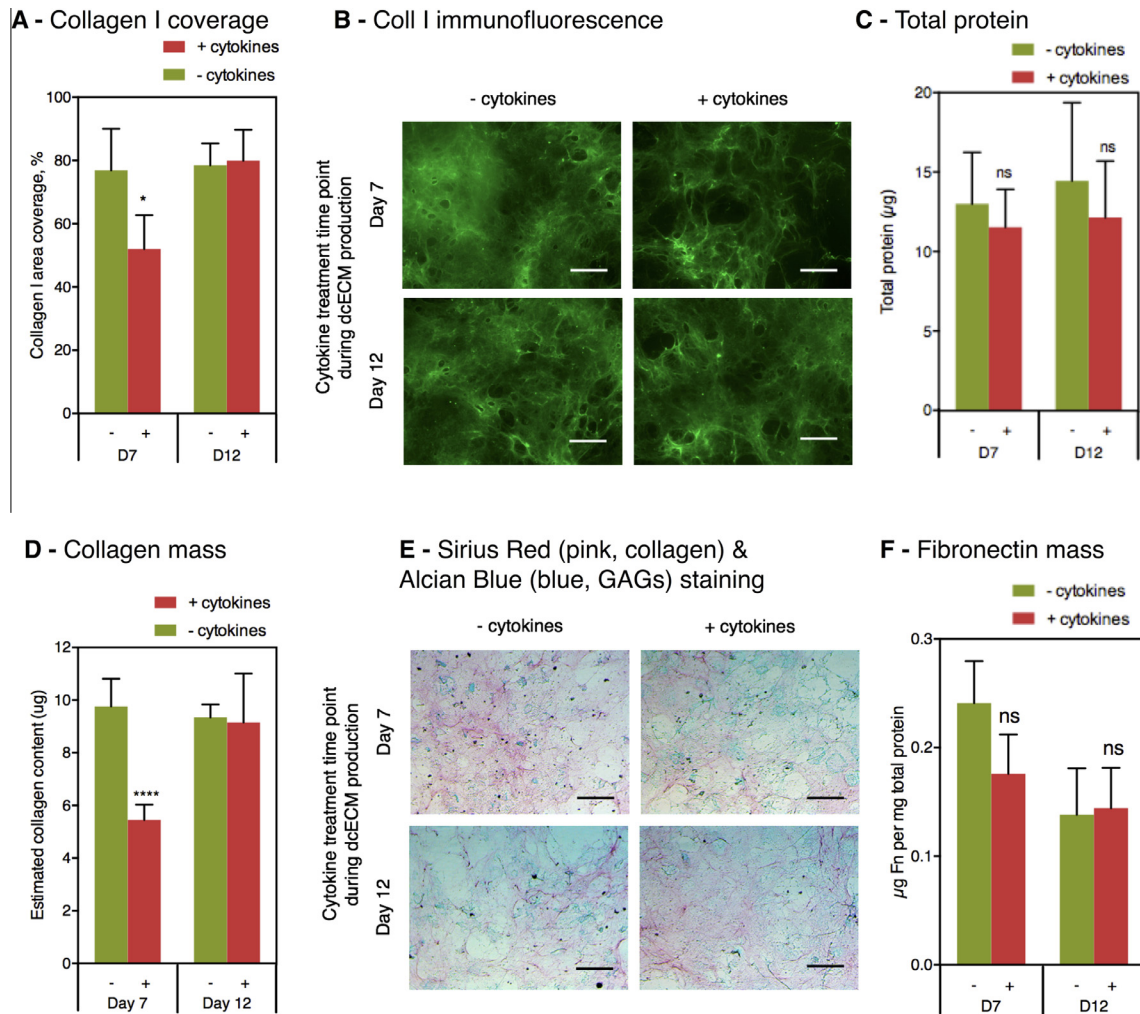 A - Collagen I coverage
+ cytokines
- cytokines
Collagen I area coverage, %
100
80
60
40
20
0
*
- + - +
D7 D12
B - Coll I immunofluorescence
- cytokines + cytokines
Cytokine treatment time point
during dcECM production
Day 7
Day 12
C - Total protein
- cytokines
+ cytokines
Total protein (µg)
20
15
10
5
0
ns
ns
- + - +
D7 D12
D - Collagen mass
+ cytokines
- cytokines
Estimated collagen content (ug)
12
10
8
6
4
2
0
****
- + - +
Day 7 Day 12
E - Sirius Red (pink, collagen) &
Alcian Blue (blue, GAGs) staining
- cytokines + cytokines
Cytokine treatment time point
during dcECM production
Day 7
Day 12
F - Fibronectin mass
- cytokines
+ cytokines
µg Fn per mg total protein
0.3
0.2
0.1
0.0
ns
ns
- + - +
D7 D12